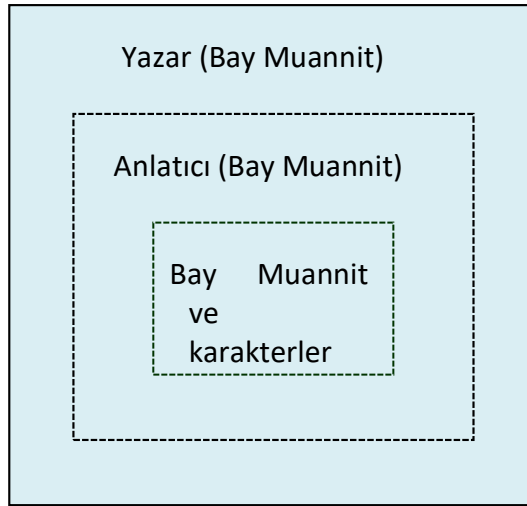 Yazar (Bay Muannit)
Anlatıcı (Bay Muannit)
Bay Muannit
ve
karakterler